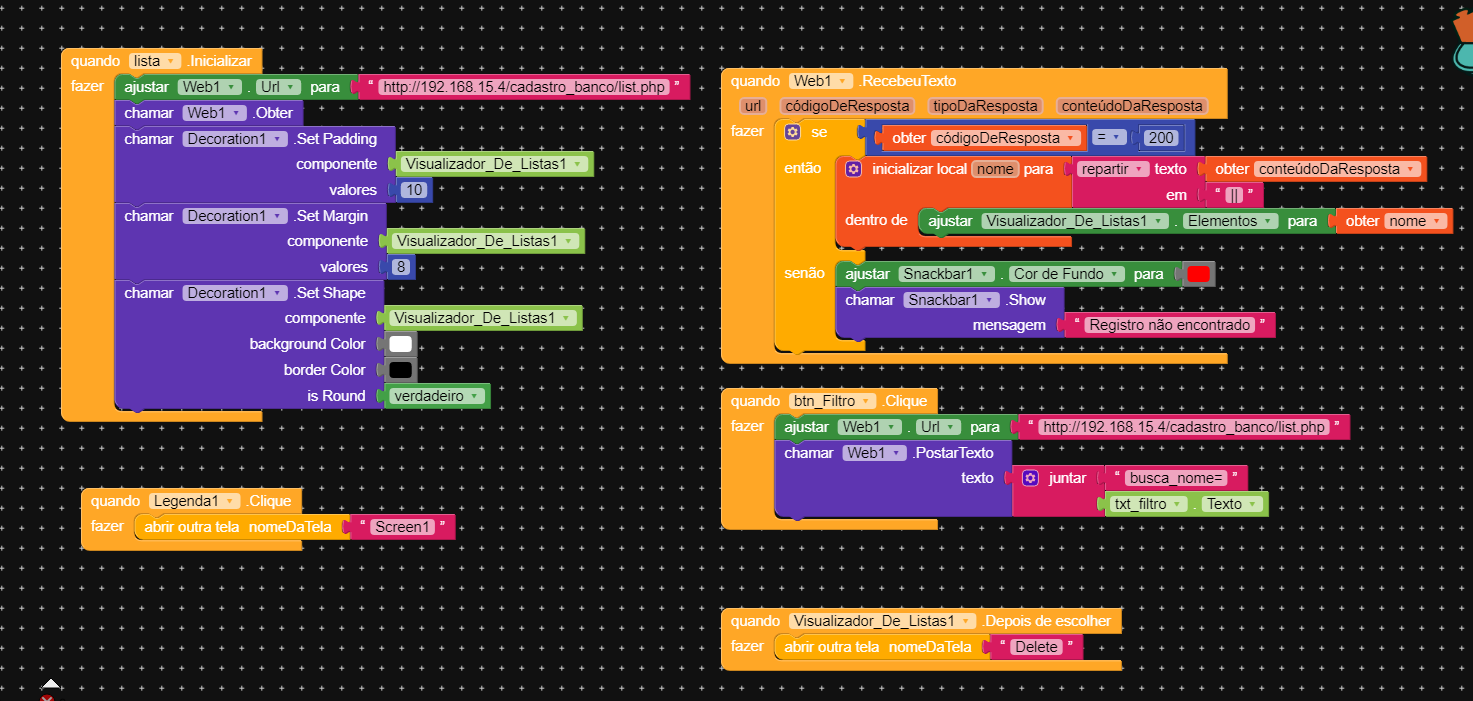 quando lista .Inicializar
fazer ajustar Web1 . Url para " http://192.168.15.4/cadastro_banco/list.php "
chamar Web1 .Obter
chamar Decoration1 .Set Padding
componente Visualizador_De_Listas1
valores 10
chamar Decoration1 .Set Margin
componente Visualizador_De_Listas1
valores 8
chamar Decoration1 .Set Shape
componente Visualizador_De_Listas1
background Color
border Color
is Round verdadeiro
quando Legenda1 .Clique
fazer abrir outra tela nomeDaTela " Screen1 "
quando Web1 .RecebeuTexto
url códigoDeResposta tipoDaResposta conteúdoDaResposta
fazer se obter códigoDeResposta = 200
então inicializar local nome para repartir texto obter conteúdoDaResposta
em " || "
dentro de ajustar Visualizador_De_Listas1 . Elementos para obter nome
senão ajustar Snackbar1 . Cor de Fundo para
chamar Snackbar1 .Show
mensagem " Registro não encontrado "
quando btn_Filtro .Clique
fazer ajustar Web1 . Url para " http://192.168.15.4/cadastro_banco/list.php "
chamar Web1 .PostarTexto
texto juntar " busca_nome= "
txt_filtro . Texto
quando Visualizador_De_Listas1 .Depois de escolher
fazer abrir outra tela nomeDaTela " Delete "